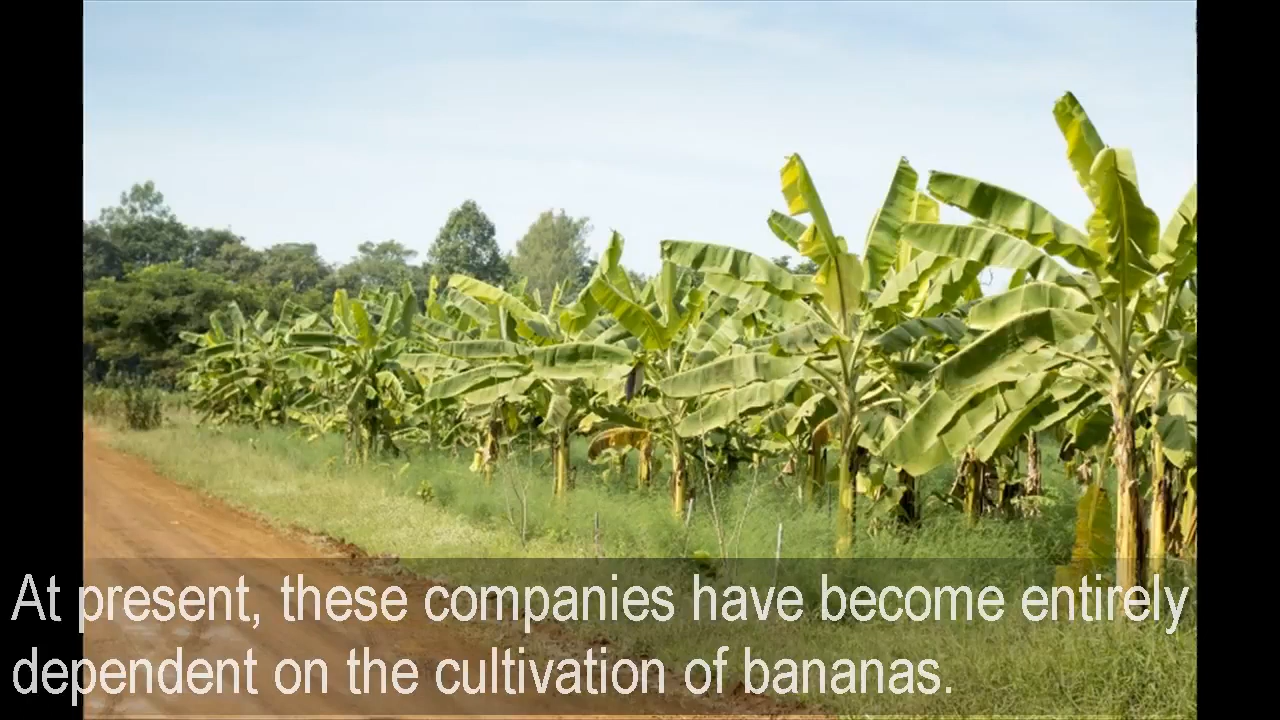 At present, these companies have become entirely
dependent on the cultivation of bananas.